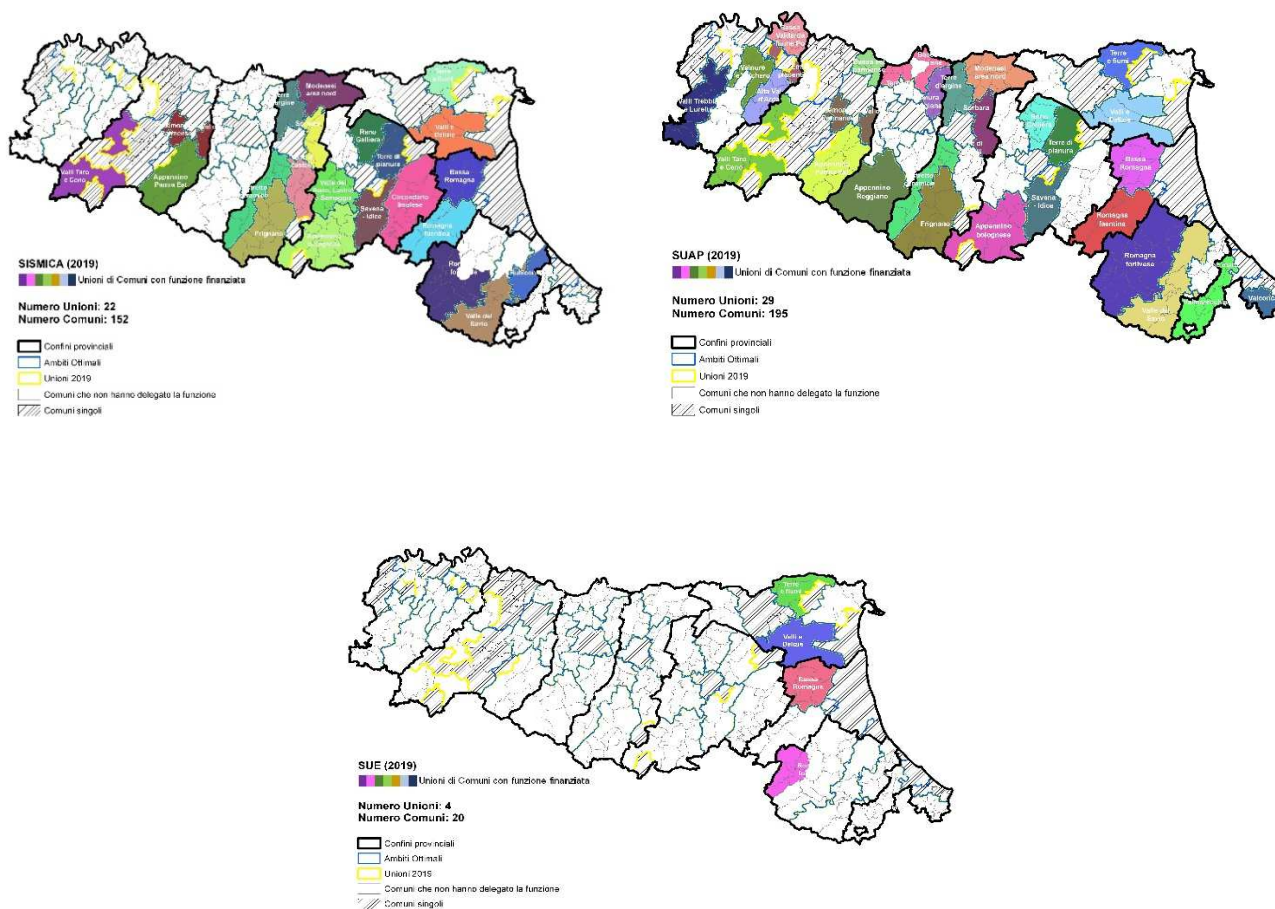 Terre
e fiumi
Modenesi
area nord
Reno
Galliera
Terre di
pianura
Valli e
Delizie
Bassa
Romagna
Valli Taro
e Ceno
Appennino
Parma Est
Frignano
Savena
- Idice
Circondario
Imolese
Romagna
faentina
Valle del
Savio
SISMICA (2019)
Unioni di Comuni con funzione finanziata
Numero Unioni: 22
Numero Comuni: 152
Confini provinciali
Ambiti Ottimali
Unioni 2019
Comuni che non hanno delegato la funzione
Comuni singoli
Terre
e fiumi
Modenesi
area nord
Valli Trebbia
e Luretta
Sorbara
Terre di
pianura
Valli e
Delizie
Bassa
Romagna
Valli Taro
e Ceno
Appennino
Reggiano
Frignano
Appennino
bolognese
Savena
- Idice
Romagna
faentina
Romagna
forlivese
Valle del
Savio
SUAP (2019)
Unioni di Comuni con funzione finanziata
Numero Unioni: 29
Numero Comuni: 195
Confini provinciali
Ambiti Ottimali
Unioni 2019
Comuni che non hanno delegato la funzione
Comuni singoli
Terre
e fiumi
Valli e
Delizie
Bassa
Romagna
SUE (2019)
Unioni di Comuni con funzione finanziata
Numero Unioni: 4
Numero Comuni: 20
Confini provinciali
Ambiti Ottimali
Unioni 2019
Comuni che non hanno delegato la funzione
Comuni singoli